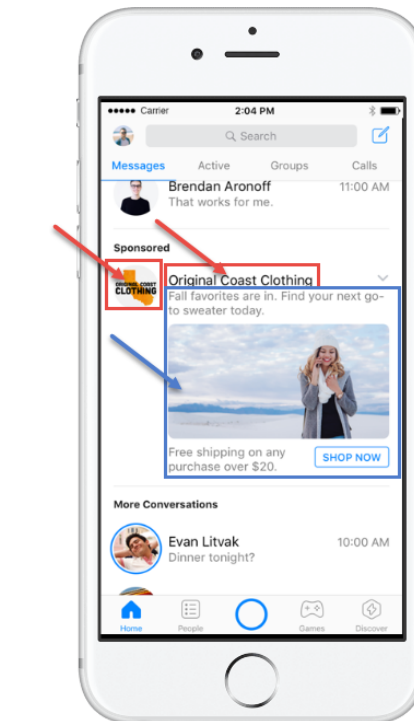 Carrier 2:04 PM
Search
Messages Active Groups Calls
Brendan Aronoff 11:00 AM
That works for me.
Sponsored
ORIGINAL COAST
CLOTHING
Original Coast Clothing
Fall favorites are in. Find your next go-
to sweater today.
Free shipping on any
purchase over $20.
SHOP NOW
More Conversations
Evan Litvak 10:00 AM
Dinner tonight?
Home People Games Discover